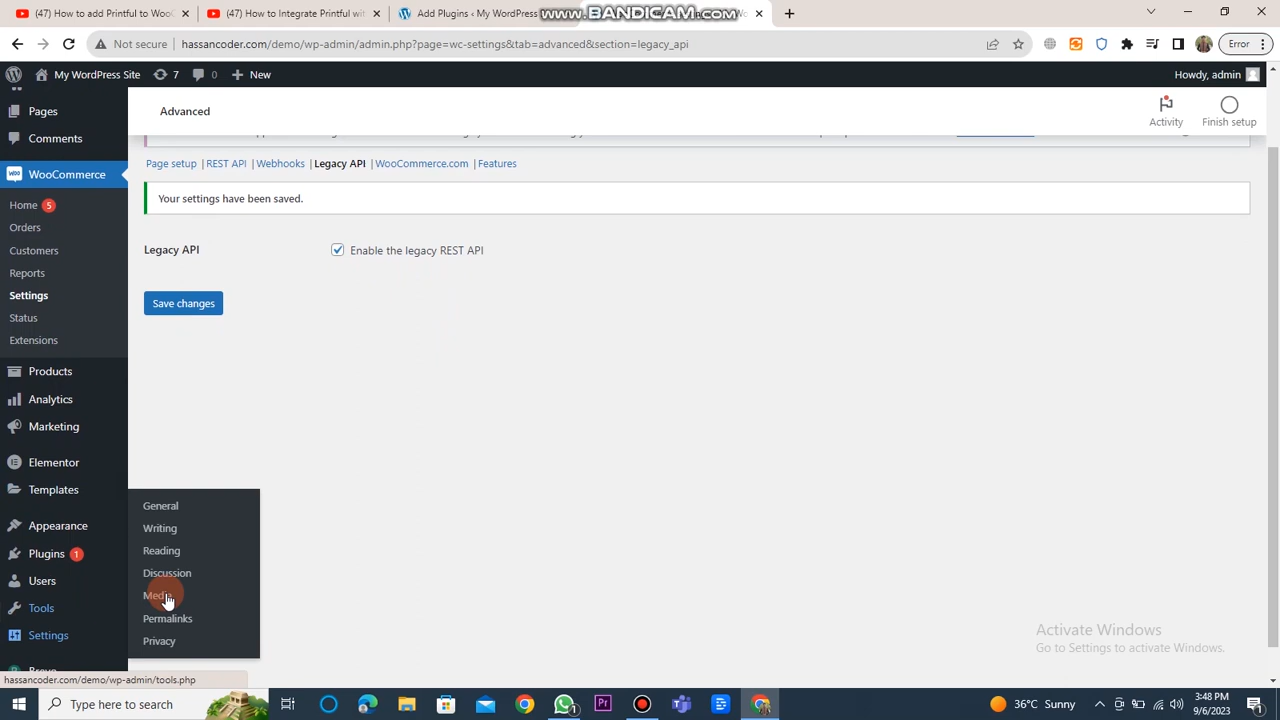 (47) How to Download Woo
(47) How to Integrate Printful wit
Add Plugins ‹ My WordPress
www.BANDICAM.com
Not secure
hassancoder.com/demo/wp-admin/admin.php?page=wc-settings&tab=advanced&section=legacy_api
Error
My WordPress Site
7
0
New
Howdy, admin
Pages
Comments
WooCommerce
Home 5
Orders
Customers
Reports
Settings
Status
Extensions
Products
Analytics
Marketing
Elementor
Templates
Appearance
Plugins 1
Users
Tools
Settings
Advanced
Activity
Finish setup
Page setup | REST API | Webhooks | Legacy API | WooCommerce.com | Features
Your settings have been saved.
Legacy API
Enable the legacy REST API
Save changes
General
Writing
Reading
Discussion
Media
Permalinks
Privacy
Activate Windows
Go to Settings to activate Windows.
hassancoder.com/demo/wp-admin/tools.php
Type here to search
36°C Sunny
3:48 PM
9/6/2023